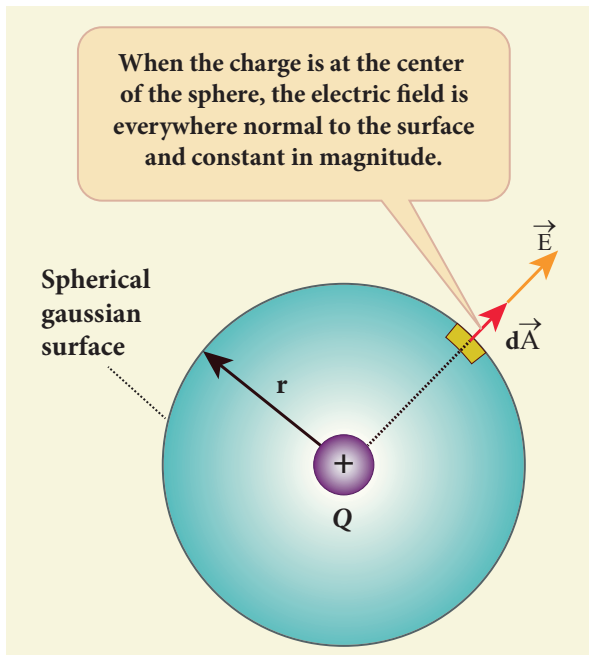 When the charge is at the center
of the sphere, the electric field is
everywhere normal to the surface
and constant in magnitude.
E⃗
Spherical
gaussian
surface
dA⃗
r
+
Q